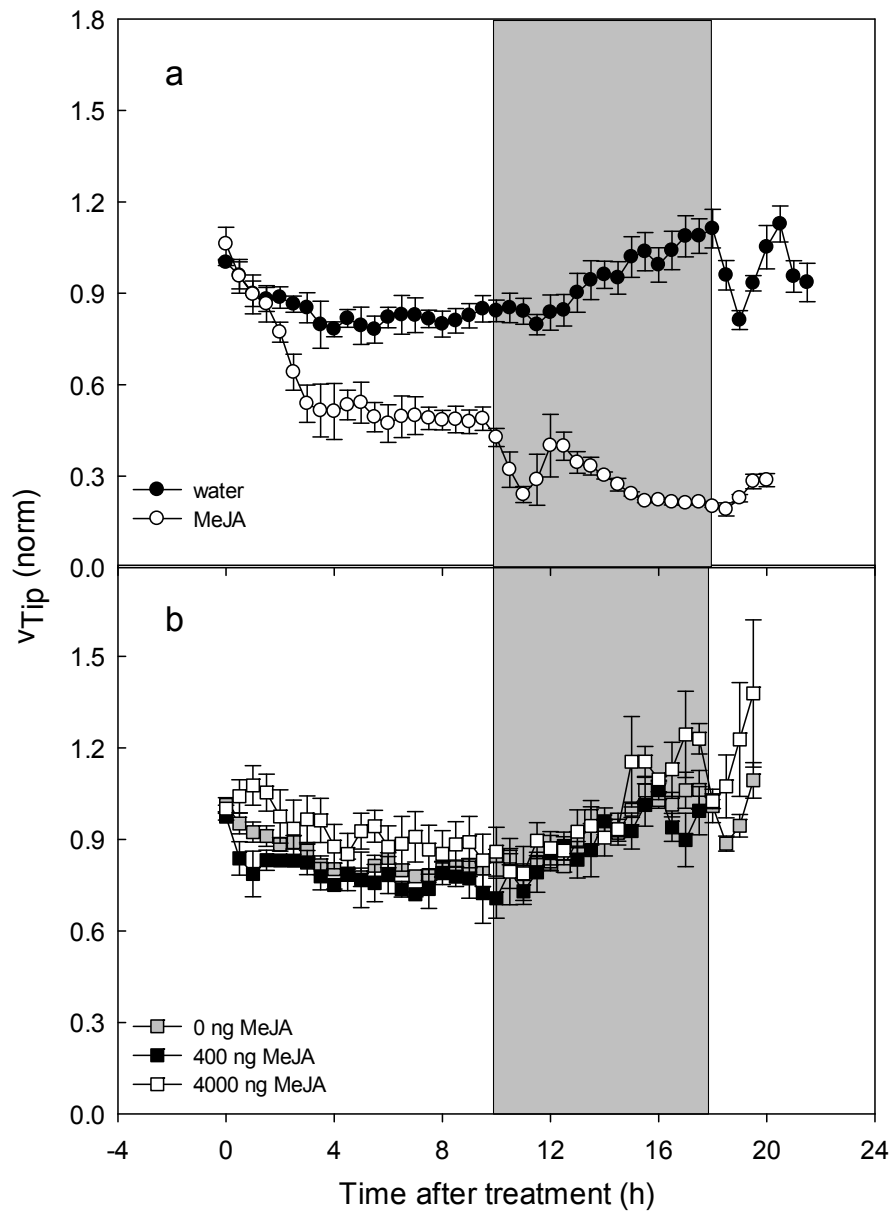 1.8
a
1.5
1.2
0.9
0.6
0.3
water
MeJA
0.0
vTip (norm)
b
1.5
1.2
0.9
0.6
0.3
0 ng MeJA
400 ng MeJA
4000 ng MeJA
0.0
-4 0 4 8 12 16 20 24
Time after treatment (h)